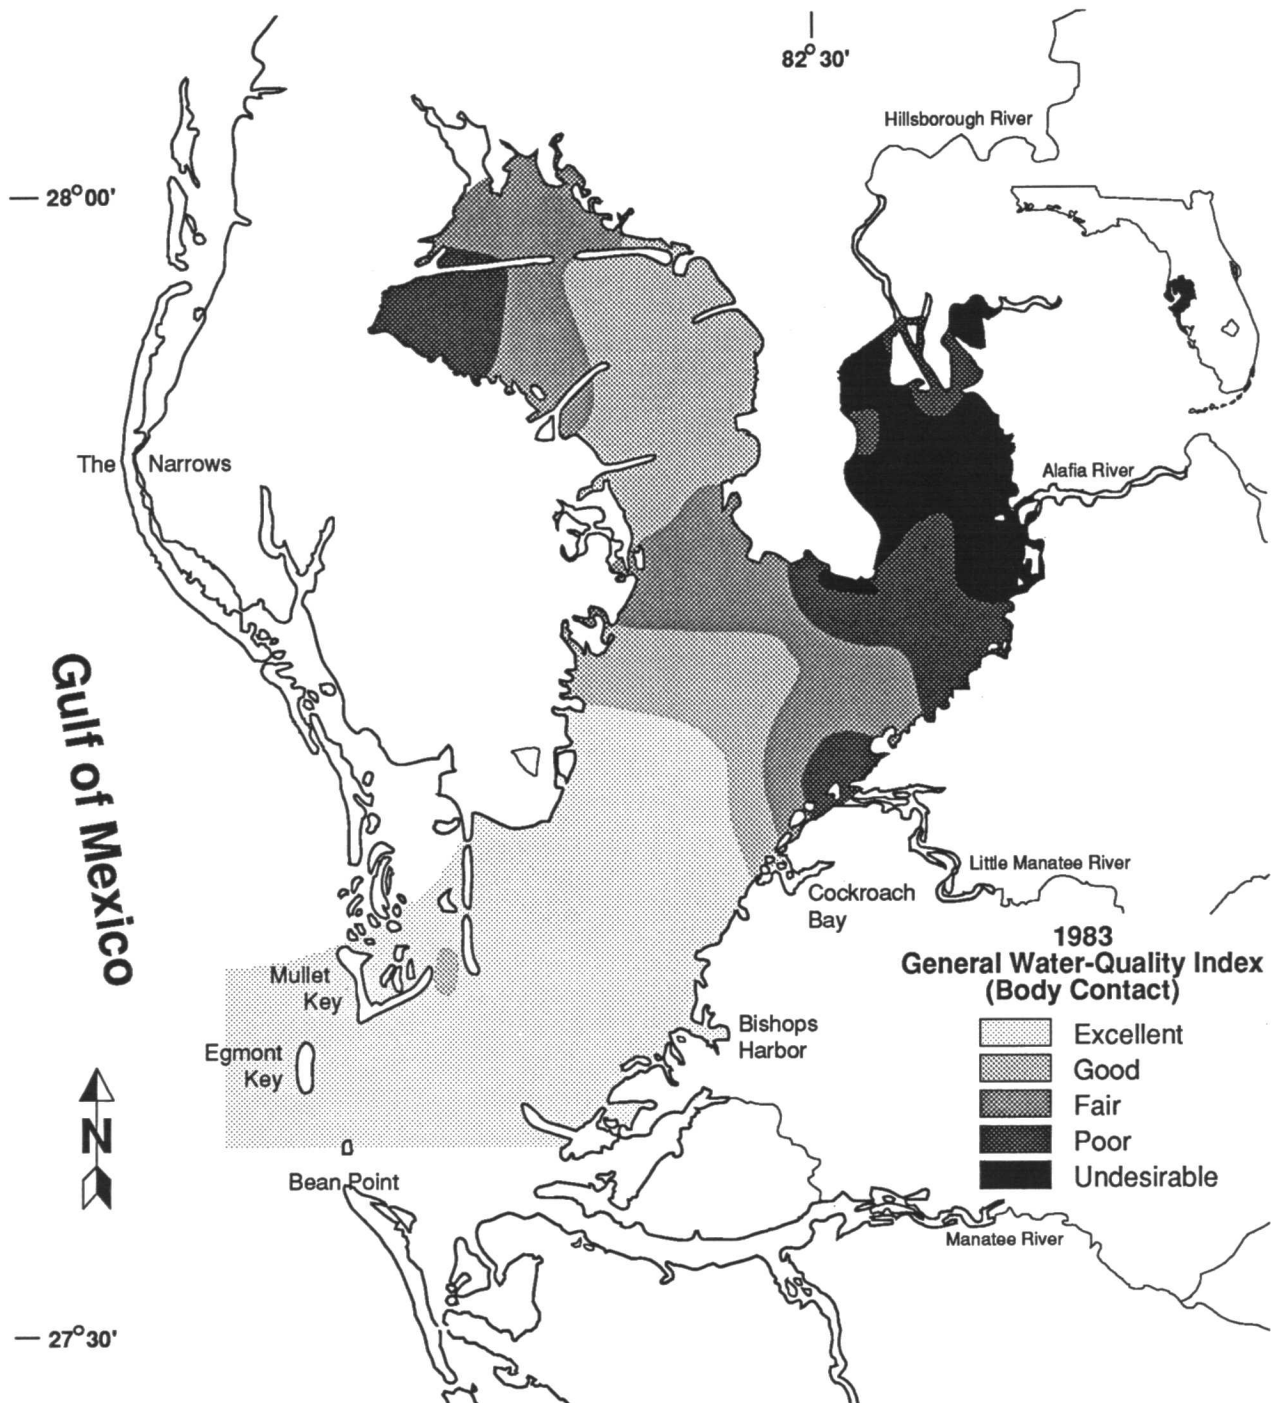 82°30'
Hillsborough River
28°00'
The Narrows
Alafia River
Gulf of Mexico
Little Manatee River
Cockroach
Bay
1983
General Water-Quality Index
(Body Contact)
Excellent
Good
Fair
Poor
Undesirable
Mullet
Key
Bishops
Harbor
Egmont
Key
N
Bean Point
Manatee River
27°30'